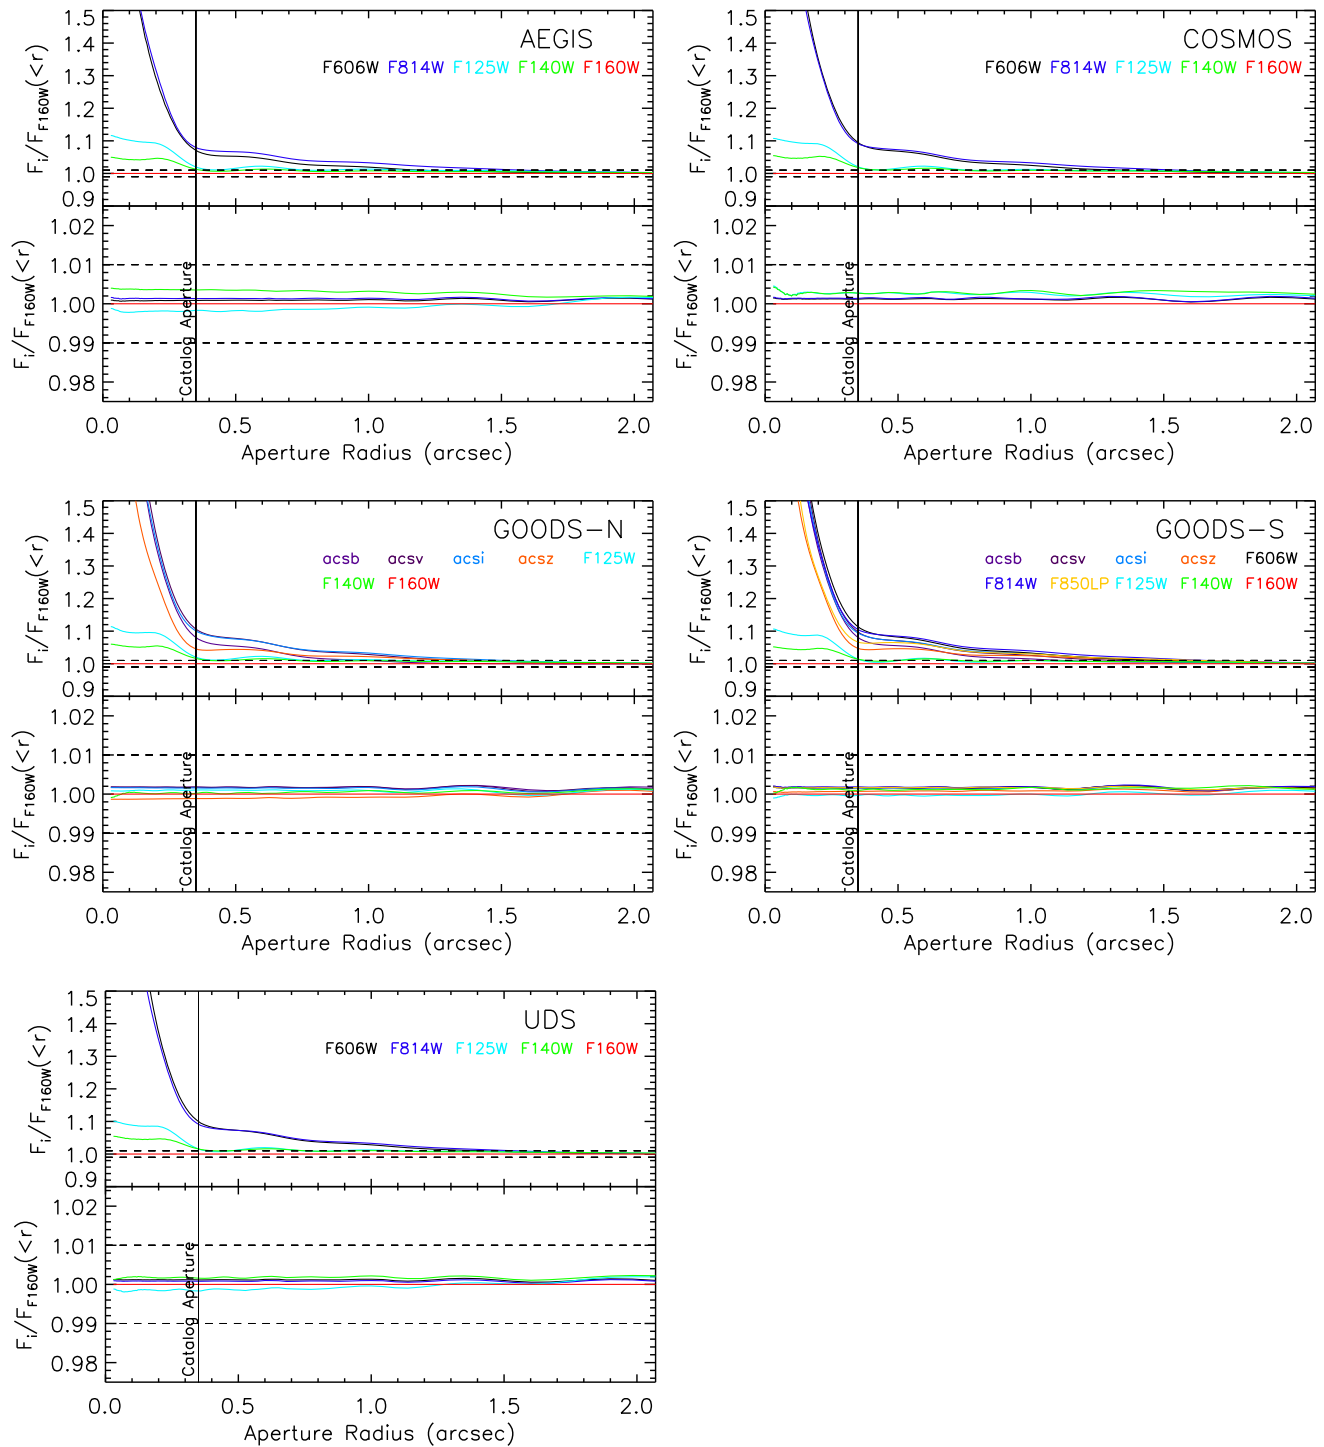 AEGIS
F606W F814W F125W F140W F160W
1.5
1.4
1.3
1.2
1.1
1.0
0.9
Fi/FF160W(<r)
1.02
1.01
1.00
0.99
0.98
Fi/FF160W(<r)
Catalog Aperture
0.0 0.5 1.0 1.5 2.0
Aperture Radius (arcsec)
COSMOS
F606W F814W F125W F140W F160W
1.5
1.4
1.3
1.2
1.1
1.0
0.9
Fi/FF160W(<r)
1.02
1.01
1.00
0.99
0.98
Fi/FF160W(<r)
Catalog Aperture
0.0 0.5 1.0 1.5 2.0
Aperture Radius (arcsec)
GOODS-N
acsb acsv acsi acsz F125W
F140W F160W
1.5
1.4
1.3
1.2
1.1
1.0
0.9
Fi/FF160W(<r)
1.02
1.01
1.00
0.99
0.98
Fi/FF160W(<r)
Catalog Aperture
0.0 0.5 1.0 1.5 2.0
Aperture Radius (arcsec)
GOODS-S
acsb acsv acsi acsz F606W
F814W F850LP F125W F140W F160W
1.5
1.4
1.3
1.2
1.1
1.0
0.9
Fi/FF160W(<r)
1.02
1.01
1.00
0.99
0.98
Fi/FF160W(<r)
Catalog Aperture
0.0 0.5 1.0 1.5 2.0
Aperture Radius (arcsec)
UDS
F606W F814W F125W F140W F160W
1.5
1.4
1.3
1.2
1.1
1.0
0.9
Fi/FF160W(<r)
1.02
1.01
1.00
0.99
0.98
Fi/FF160W(<r)
Catalog Aperture
0.0 0.5 1.0 1.5 2.0
Aperture Radius (arcsec)